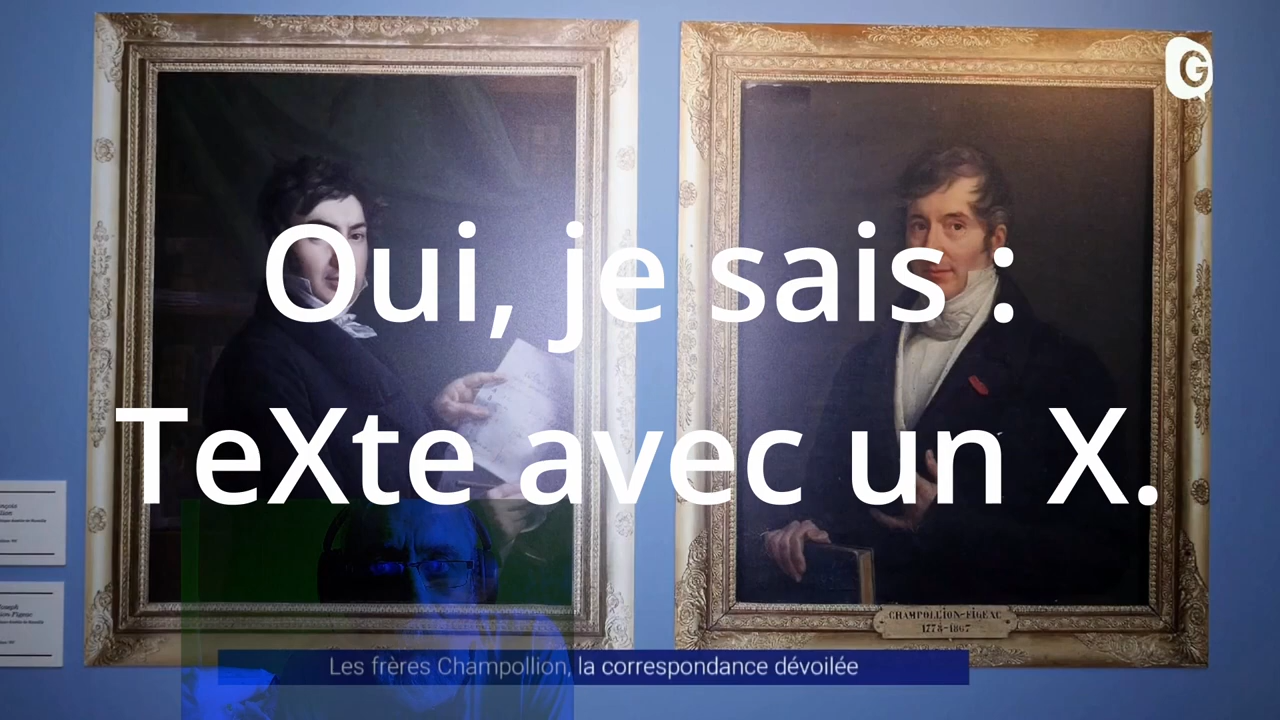 G
Oui, je sais :
TeXte avec un X.
CHAMPOLLION-FIGEAC
1778-1867
Les frères Champollion, la correspondance dévoilée